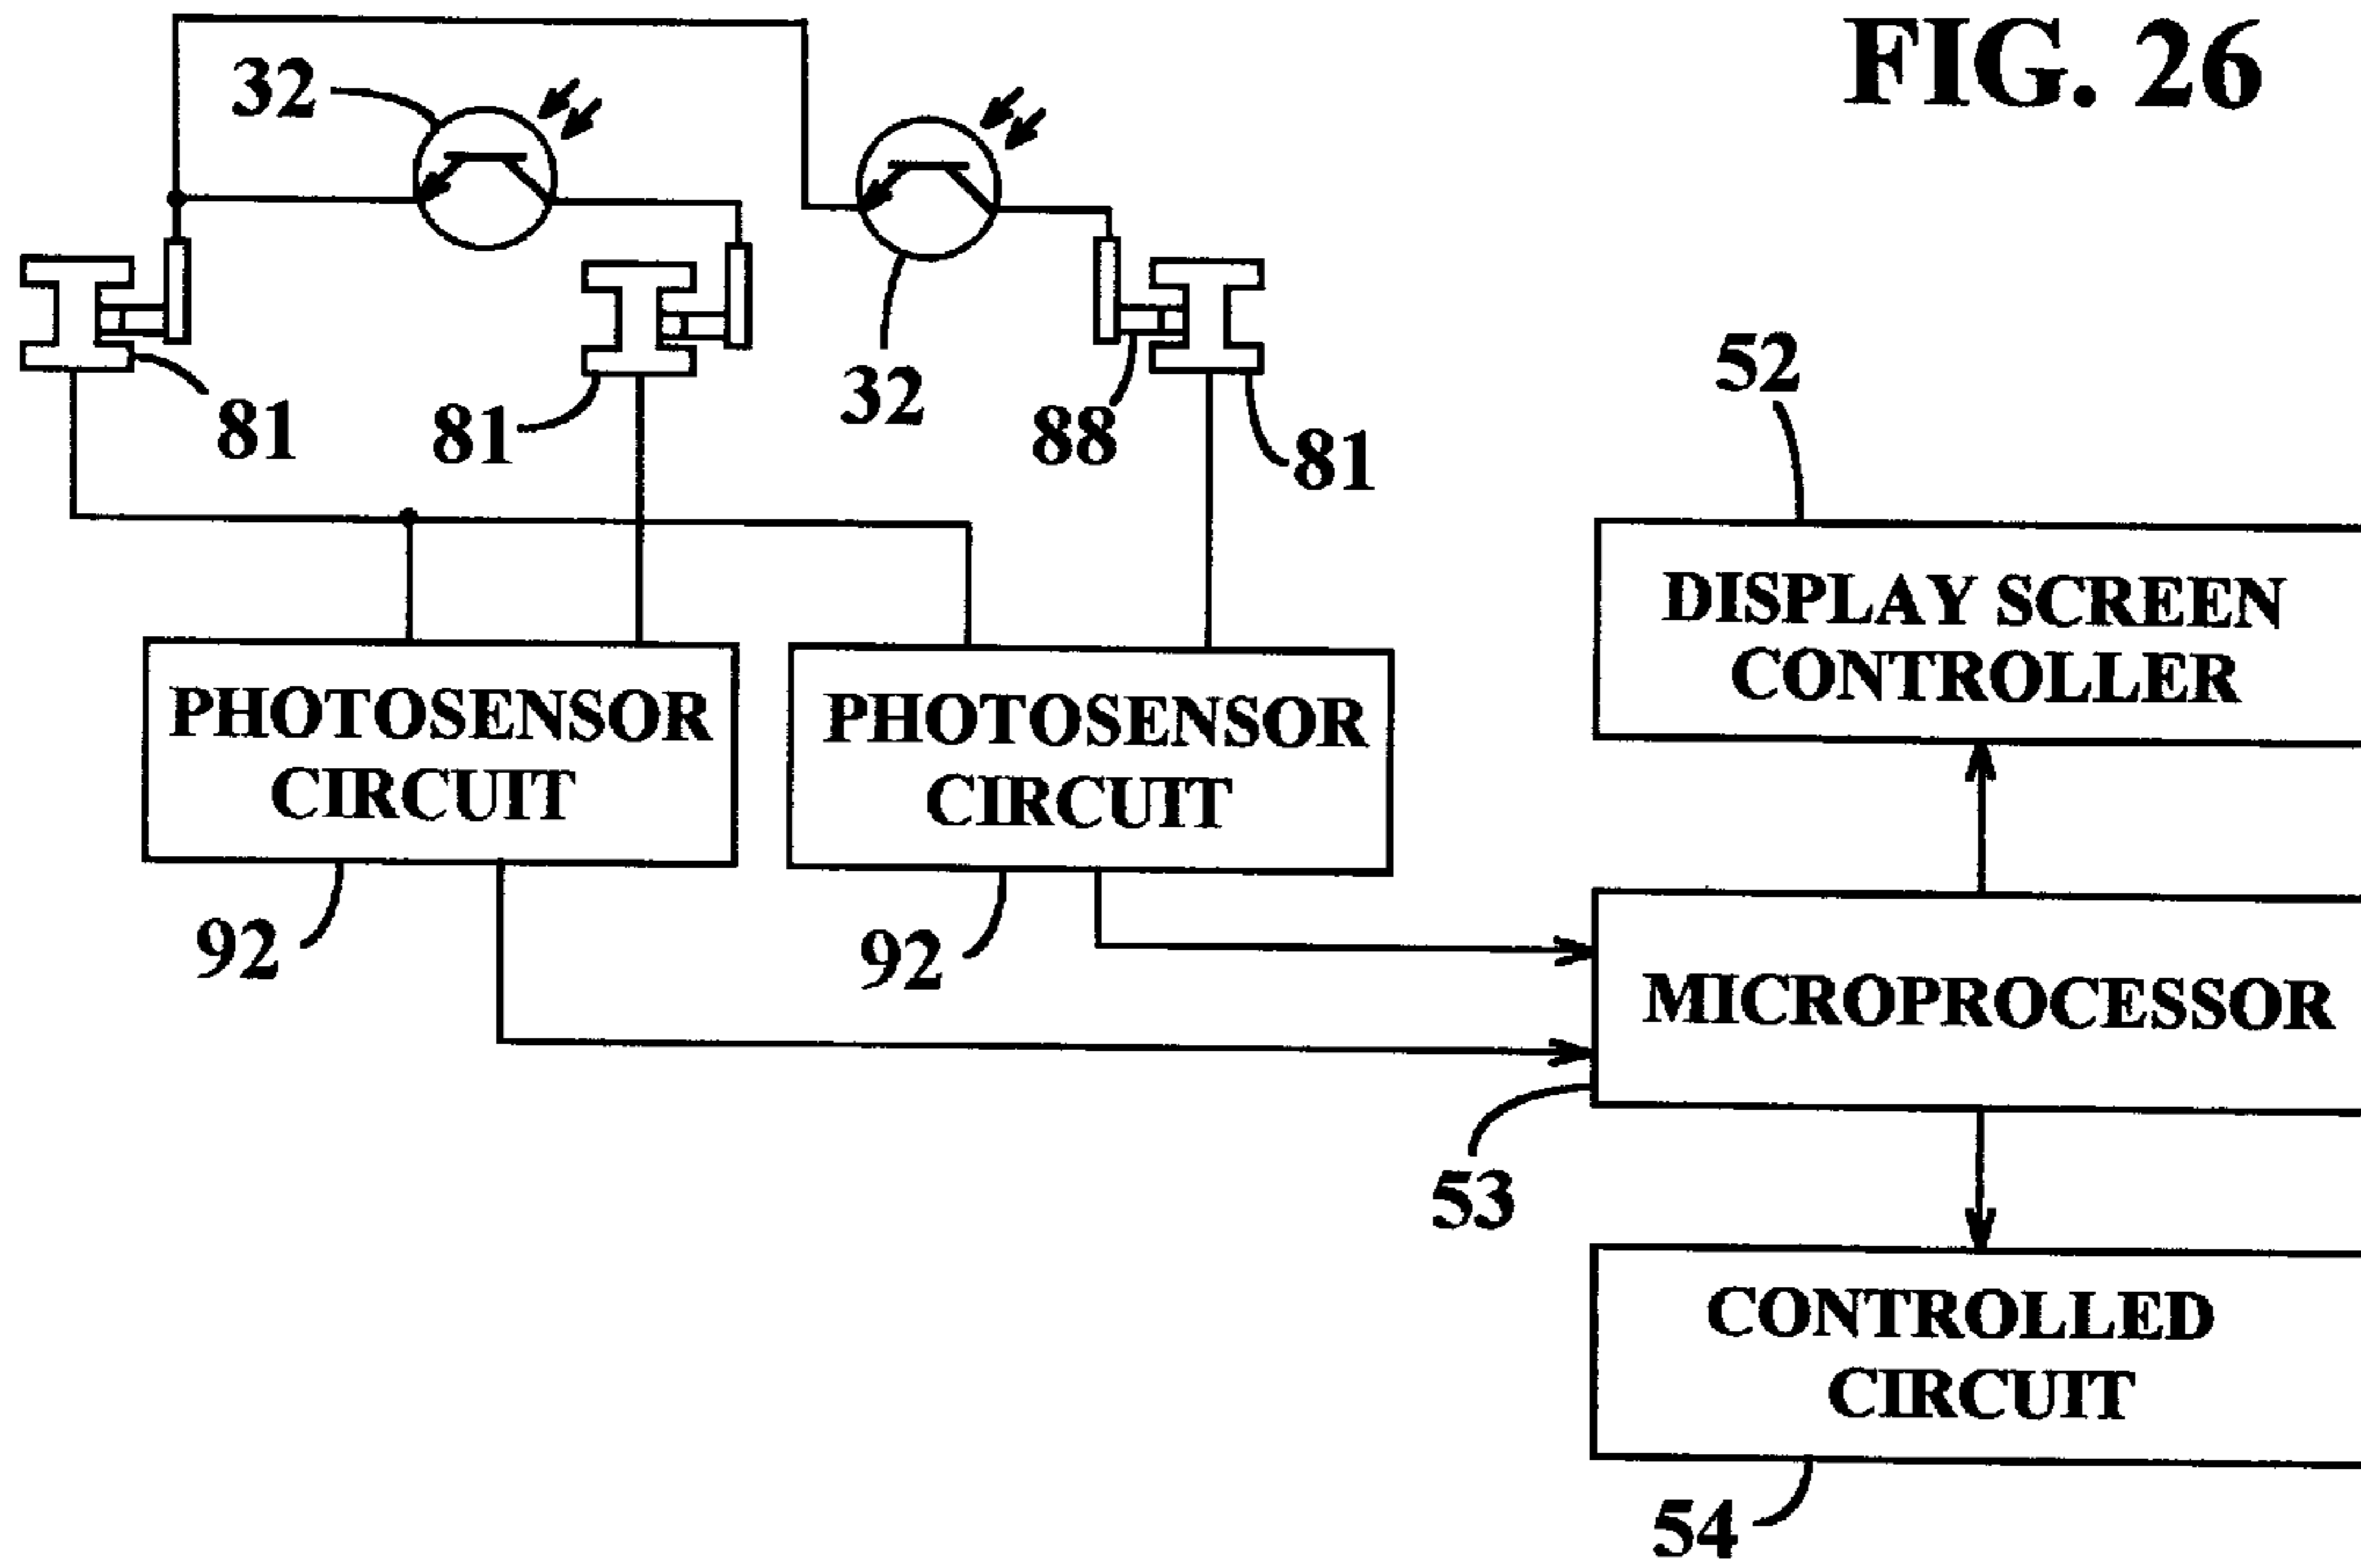 FIG. 26
32
32
81
81
88
81
52
DISPLAY SCREEN
CONTROLLER
PHOTOSENSOR
CIRCUIT
PHOTOSENSOR
CIRCUIT
92
92
MICROPROCESSOR
53
CONTROLLED
CIRCUIT
54